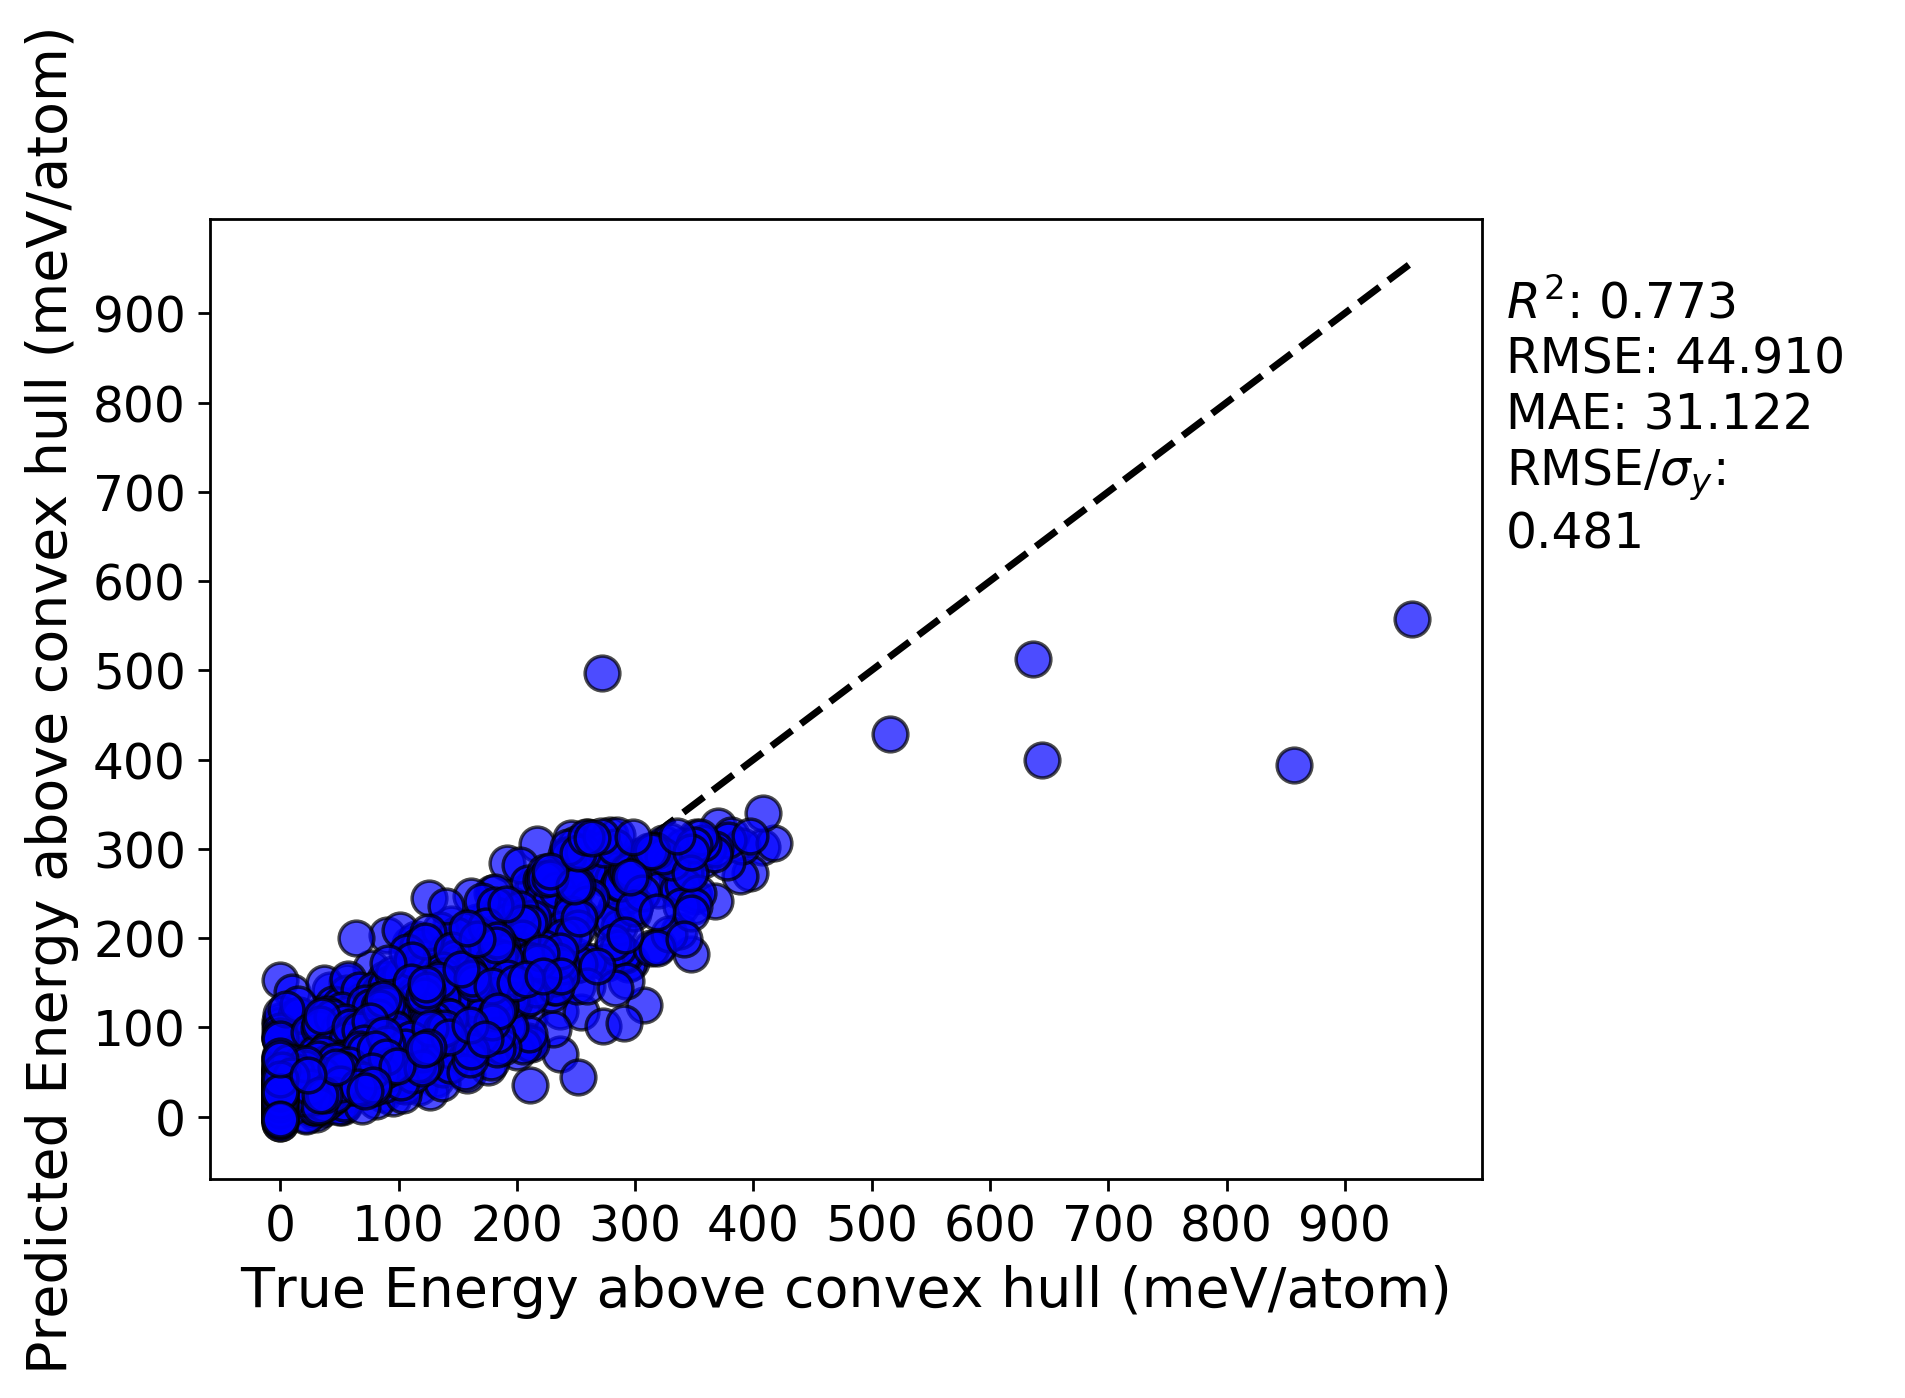 Predicted Energy above convex hull (meV/atom)
900
800
700
600
500
400
300
200
100
0
0 100 200 300 400 500 600 700 800 900
True Energy above convex hull (meV/atom)
R²: 0.773
RMSE: 44.910
MAE: 31.122
RMSE/σ_y:
0.481